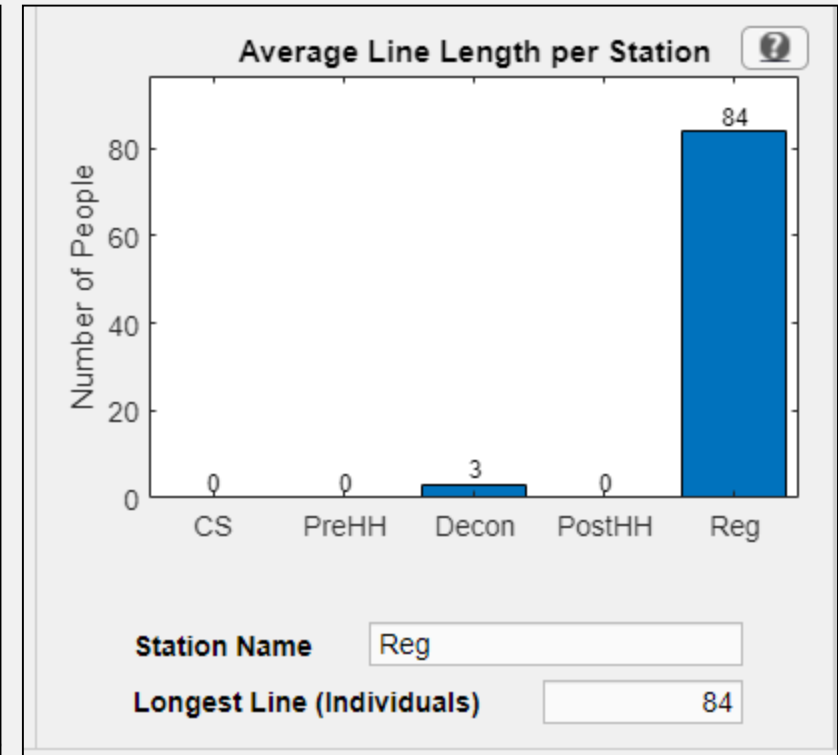 Average Line Length per Station
?
Number of People
80
60
40
20
0
0
0
3
0
84
CS PreHH Decon PostHH Reg
Station Name Reg
Longest Line (Individuals) 84